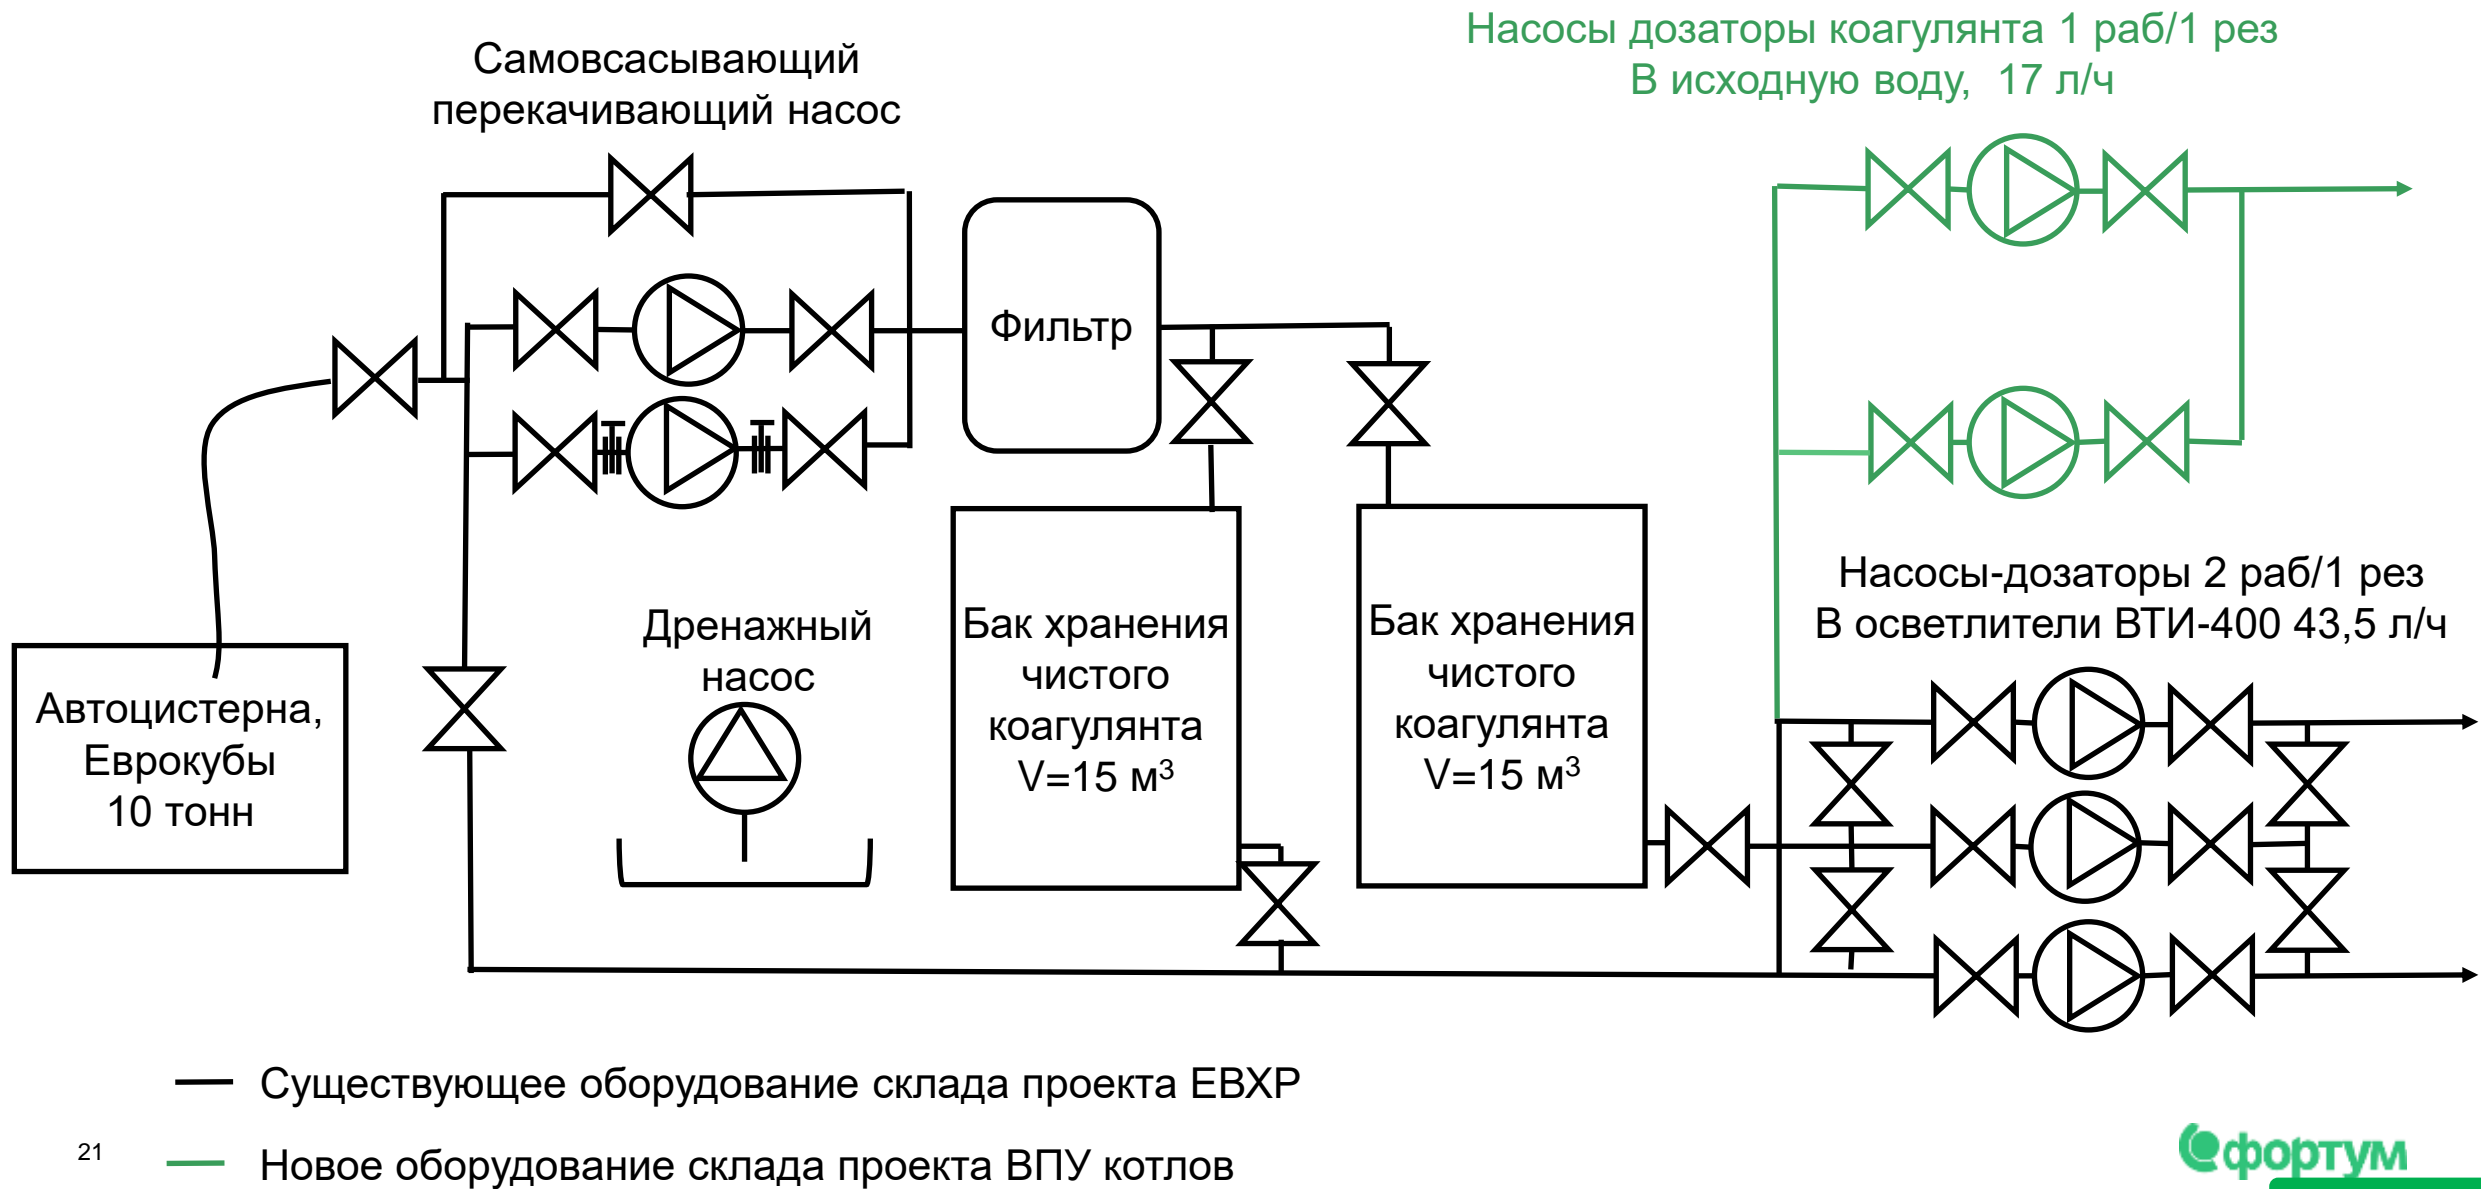 Насосы дозаторы коагулянта 1 раб/1 рез
В исходную воду, 17 л/ч
Самовсасывающий
перекачивающий насос
Фильтр
Насосы-дозаторы 2 раб/1 рез
В осветлители ВТИ-400 43,5 л/ч
Дренажный
насос
Бак хранения
чистого
коагулянта
V=15 м³
Бак хранения
чистого
коагулянта
V=15 м³
Автоцистерна,
Еврокубы
10 тонн
Существующее оборудование склада проекта ЕВХР
21
Новое оборудование склада проекта ВПУ котлов
фортум